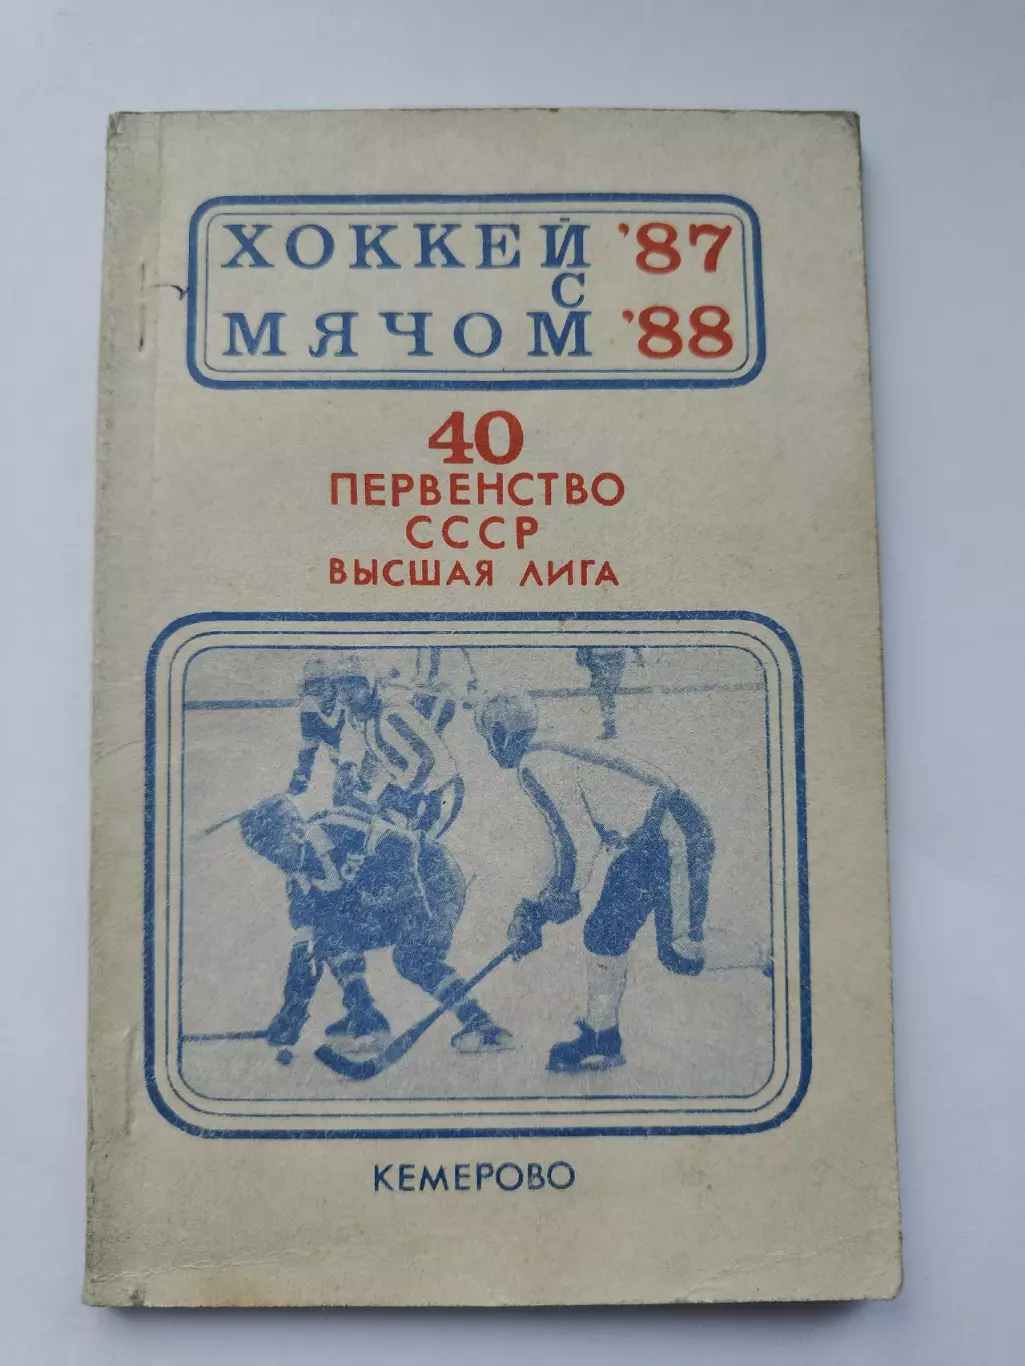 ХОККЕЙ '87
С
МЯЧОМ '88
40
ПЕРВЕНСТВО
СССР
ВЫСШАЯ ЛИГА
КЕМЕРОВО